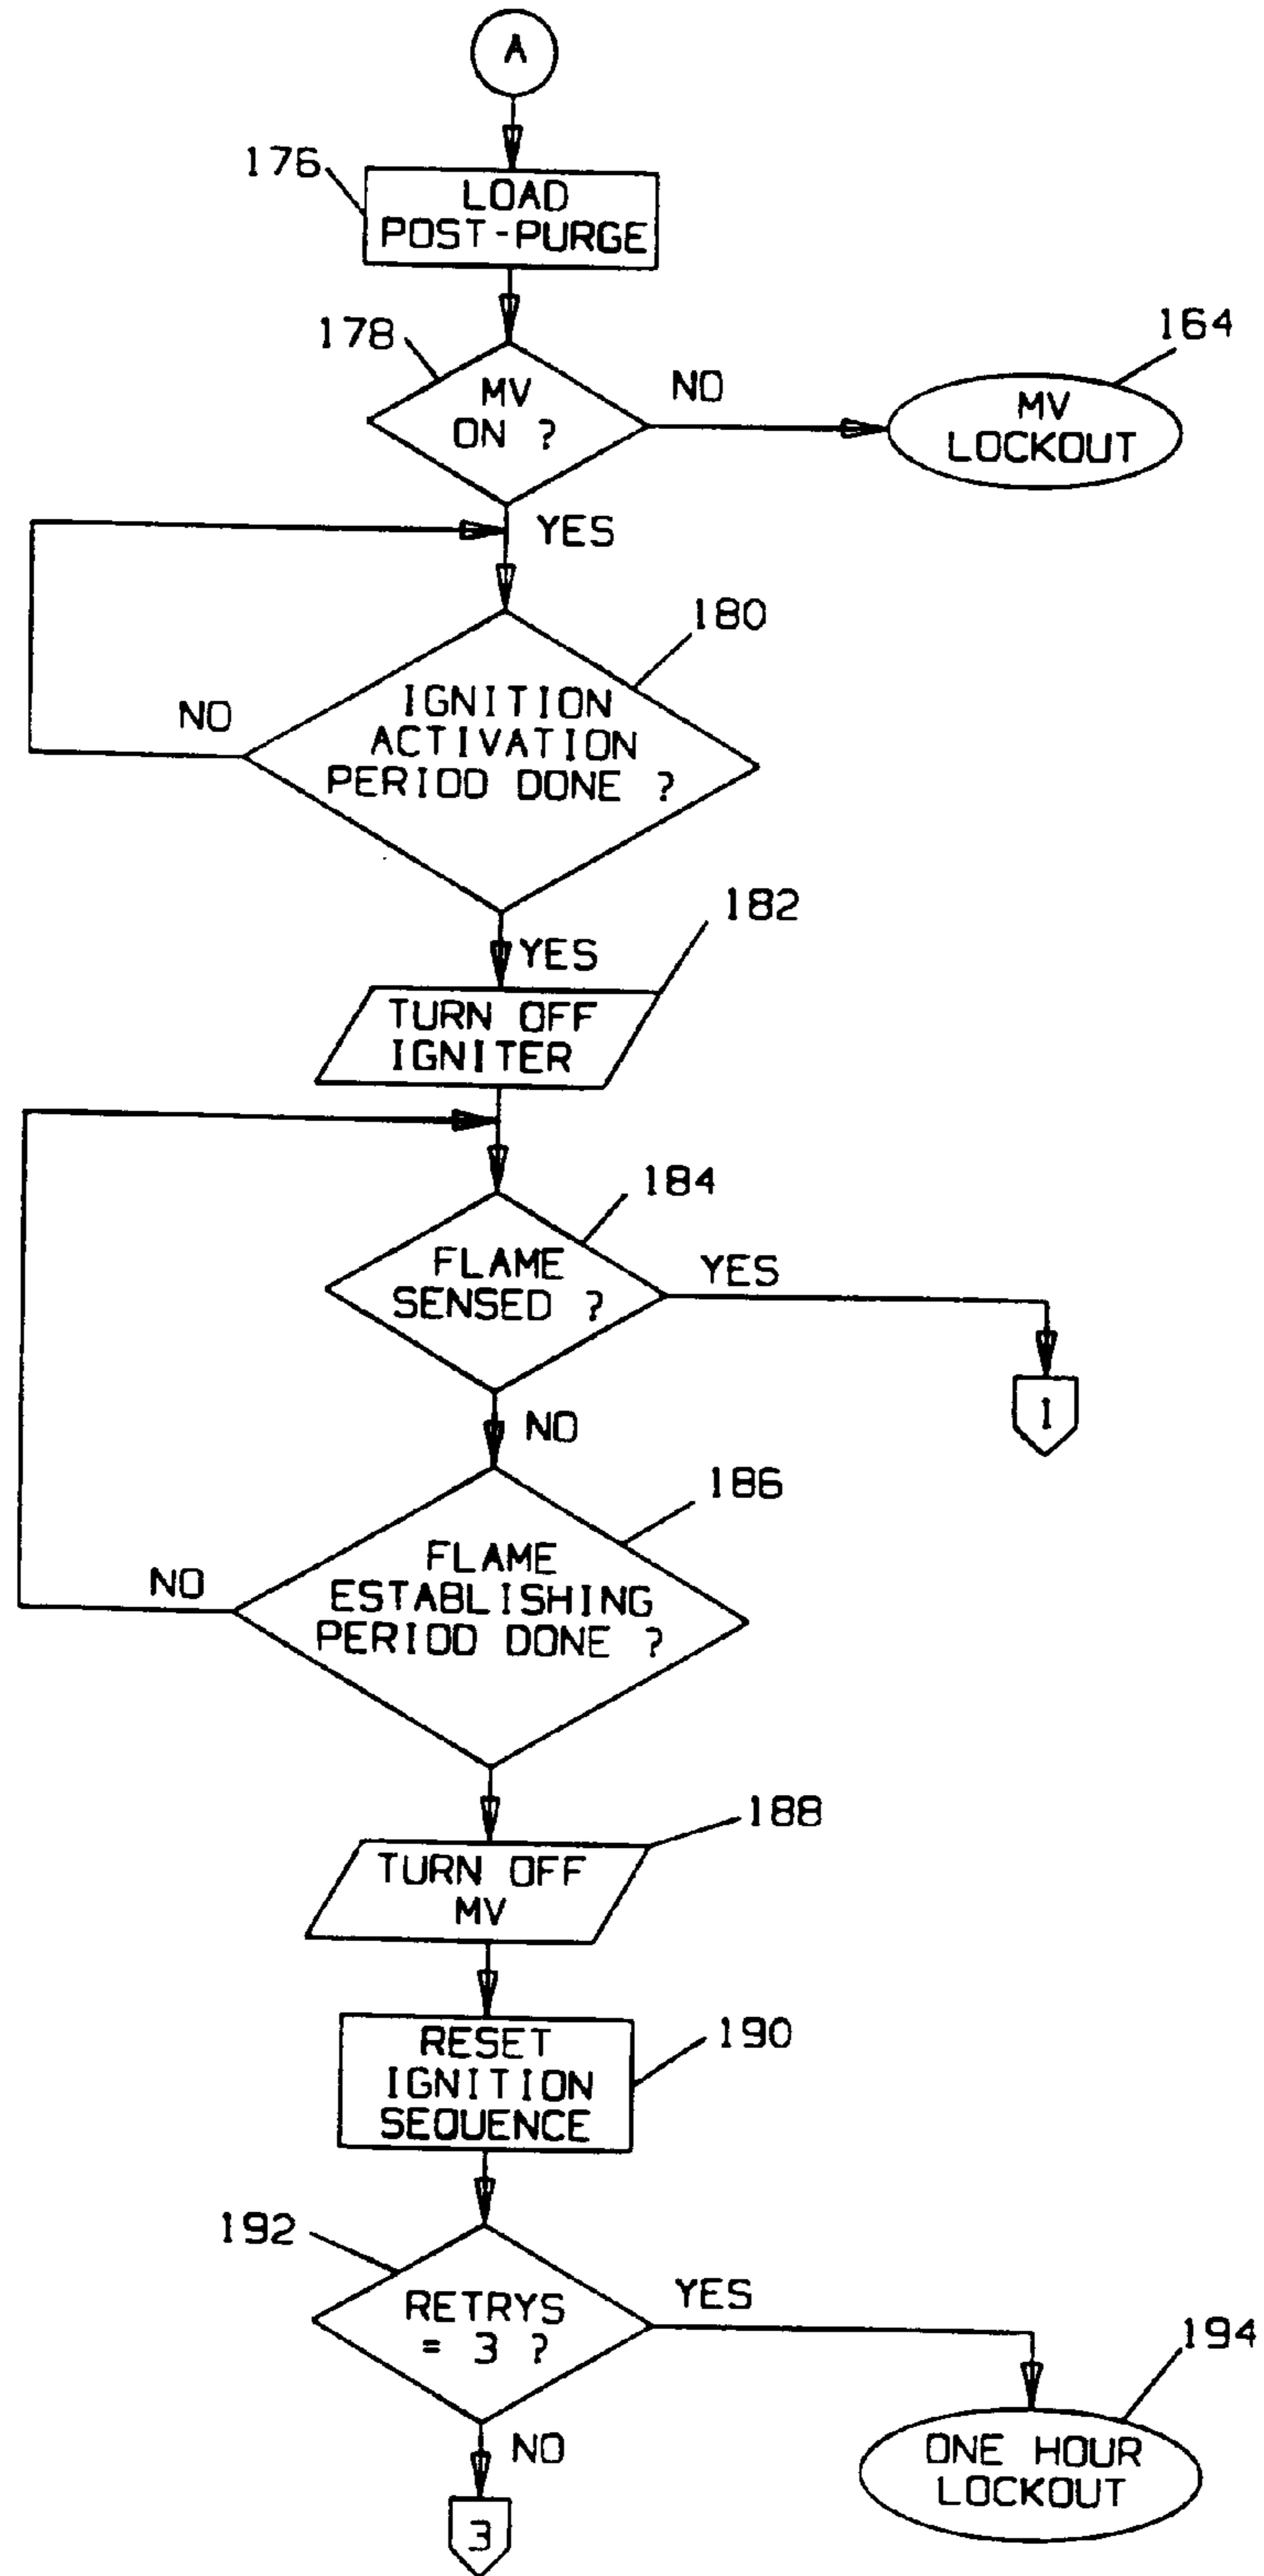 A
176
LOAD
POST-PURGE
178
MV
ON ?
NO
164
MV
LOCKOUT
YES
180
IGNITION
ACTIVATION
PERIOD DONE ?
NO
182
YES
TURN OFF
IGNITER
184
FLAME
SENSED ?
YES
1
NO
186
FLAME
ESTABLISHING
PERIOD DONE ?
NO
188
TURN OFF
MV
190
RESET
IGNITION
SEQUENCE
192
RETRYS
= 3 ?
YES
194
ONE HOUR
LOCKOUT
NO
3